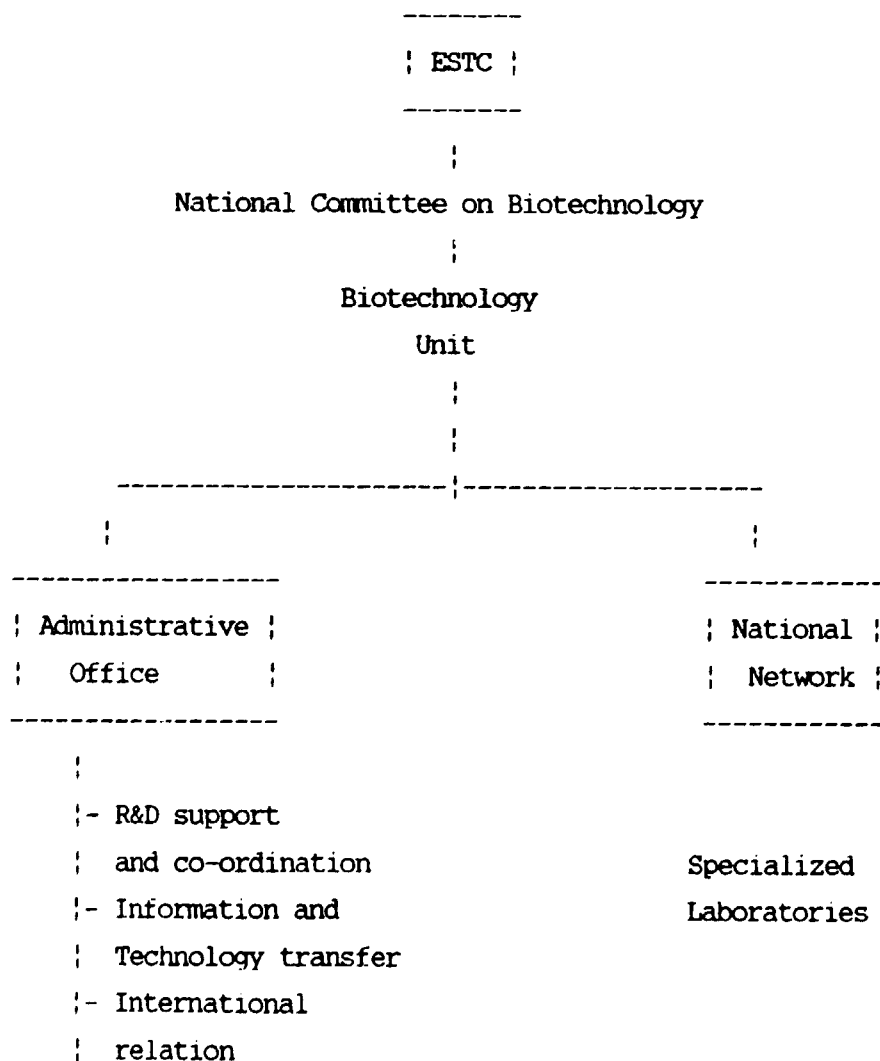 ESTC
National Committee on Biotechnology
Biotechnology
Unit
Administrative
Office
National
Network
- R&D support
and co-ordination
- Information and
Technology transfer
- International
relation
Specialized
Laboratories